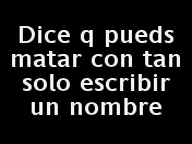 Dice q pueds
matar con tan
solo escribir
un nombre